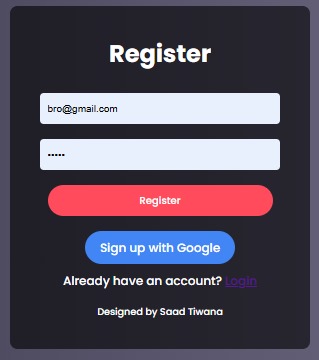 Register
bro@gmail.com
•••••
Register
Sign up with Google
Already have an account? Login
Designed by Saad Tiwana